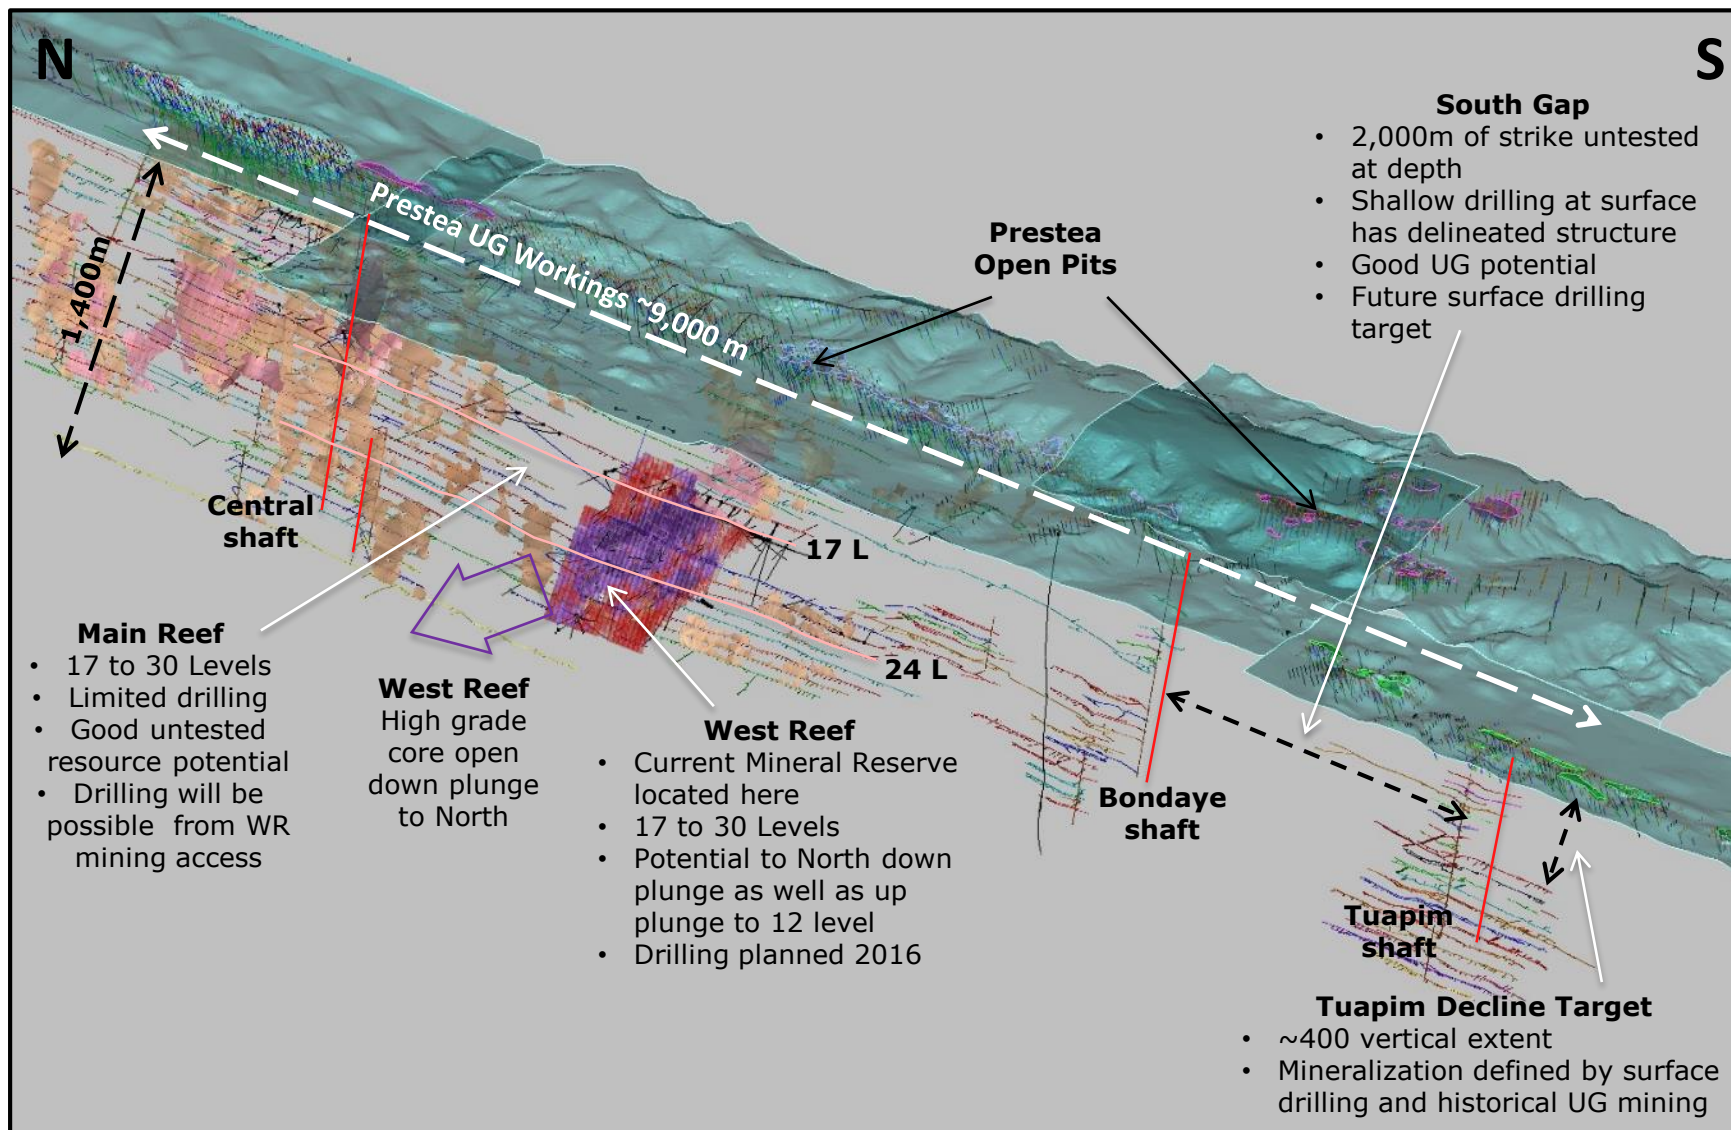 N
S
South Gap
• 2,000m of strike untested
at depth
• Shallow drilling at surface
has delineated structure
• Good UG potential
• Future surface drilling
target
Prestea
Open Pits
Prestea UG Workings ~9,000 m
1,400m
Central
shaft
17 L
24 L
Main Reef
• 17 to 30 Levels
• Limited drilling
• Good untested
resource potential
• Drilling will be
possible from WR
mining access
West Reef
High grade
core open
down plunge
to North
West Reef
• Current Mineral Reserve
located here
• 17 to 30 Levels
• Potential to North down
plunge as well as up
plunge to 12 level
• Drilling planned 2016
Bondaye
shaft
Tuapim
shaft
Tuapim Decline Target
• ~400 vertical extent
• Mineralization defined by surface
drilling and historical UG mining